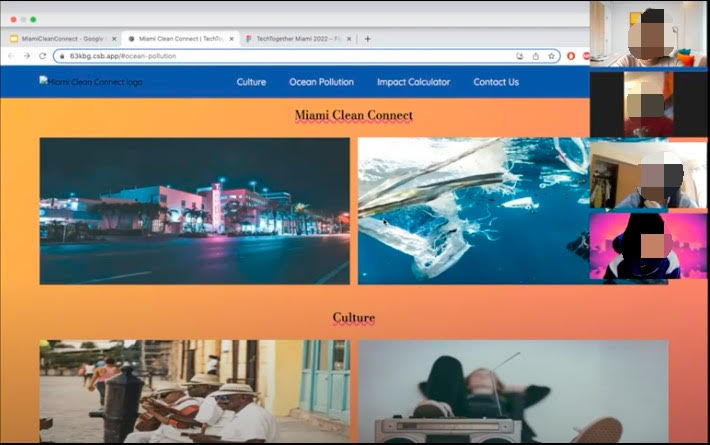 MiamiCleanConnect - Google
Miami Clean Connect | TechTo
TechTogether Miami 2022 – Fig
63kbg.csb.app/#ocean-pollution
Miami Clean Connect logo
Culture
Ocean Pollution
Impact Calculator
Contact Us
Miami Clean Connect
Culture